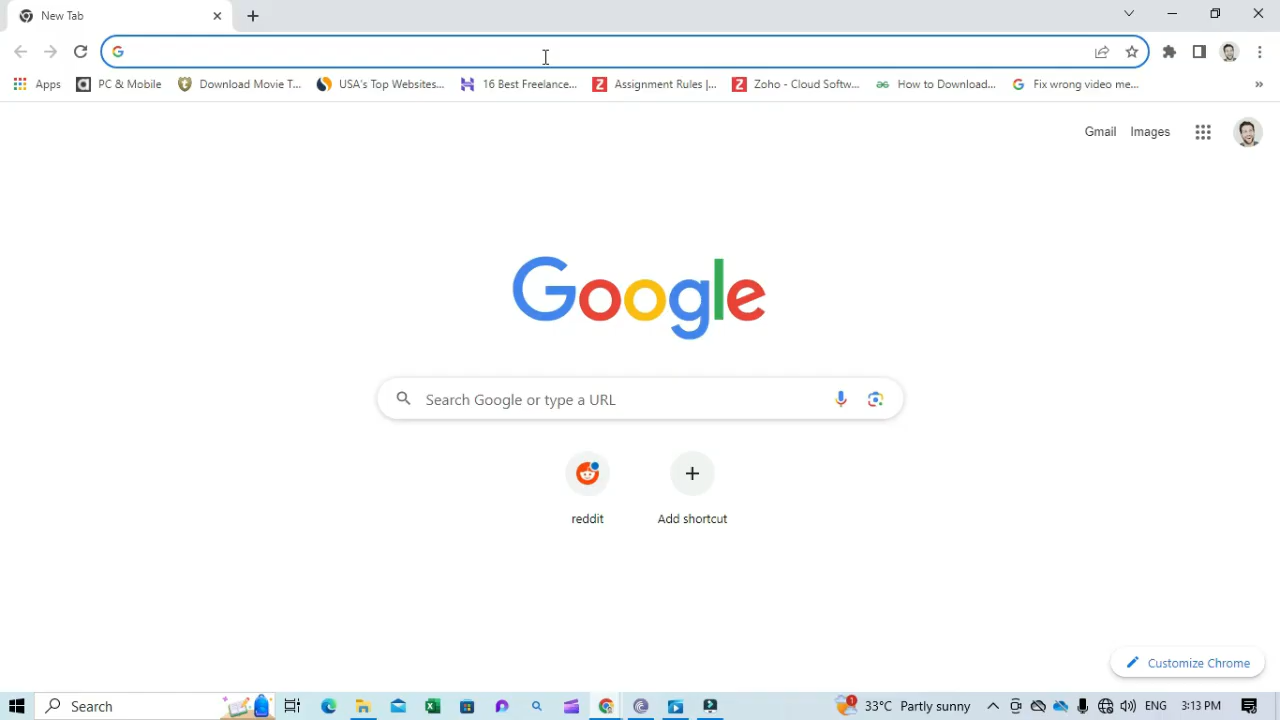 New Tab
Apps
PC & Mobile
Download Movie T...
USA's Top Websites...
16 Best Freelance...
Assignment Rules |...
Zoho - Cloud Softw...
How to Download...
Fix wrong video me...
»
Gmail
Images
Google
Search Google or type a URL
reddit
Add shortcut
Customize Chrome
Search
1
33°C Partly sunny
ENG
3:13 PM